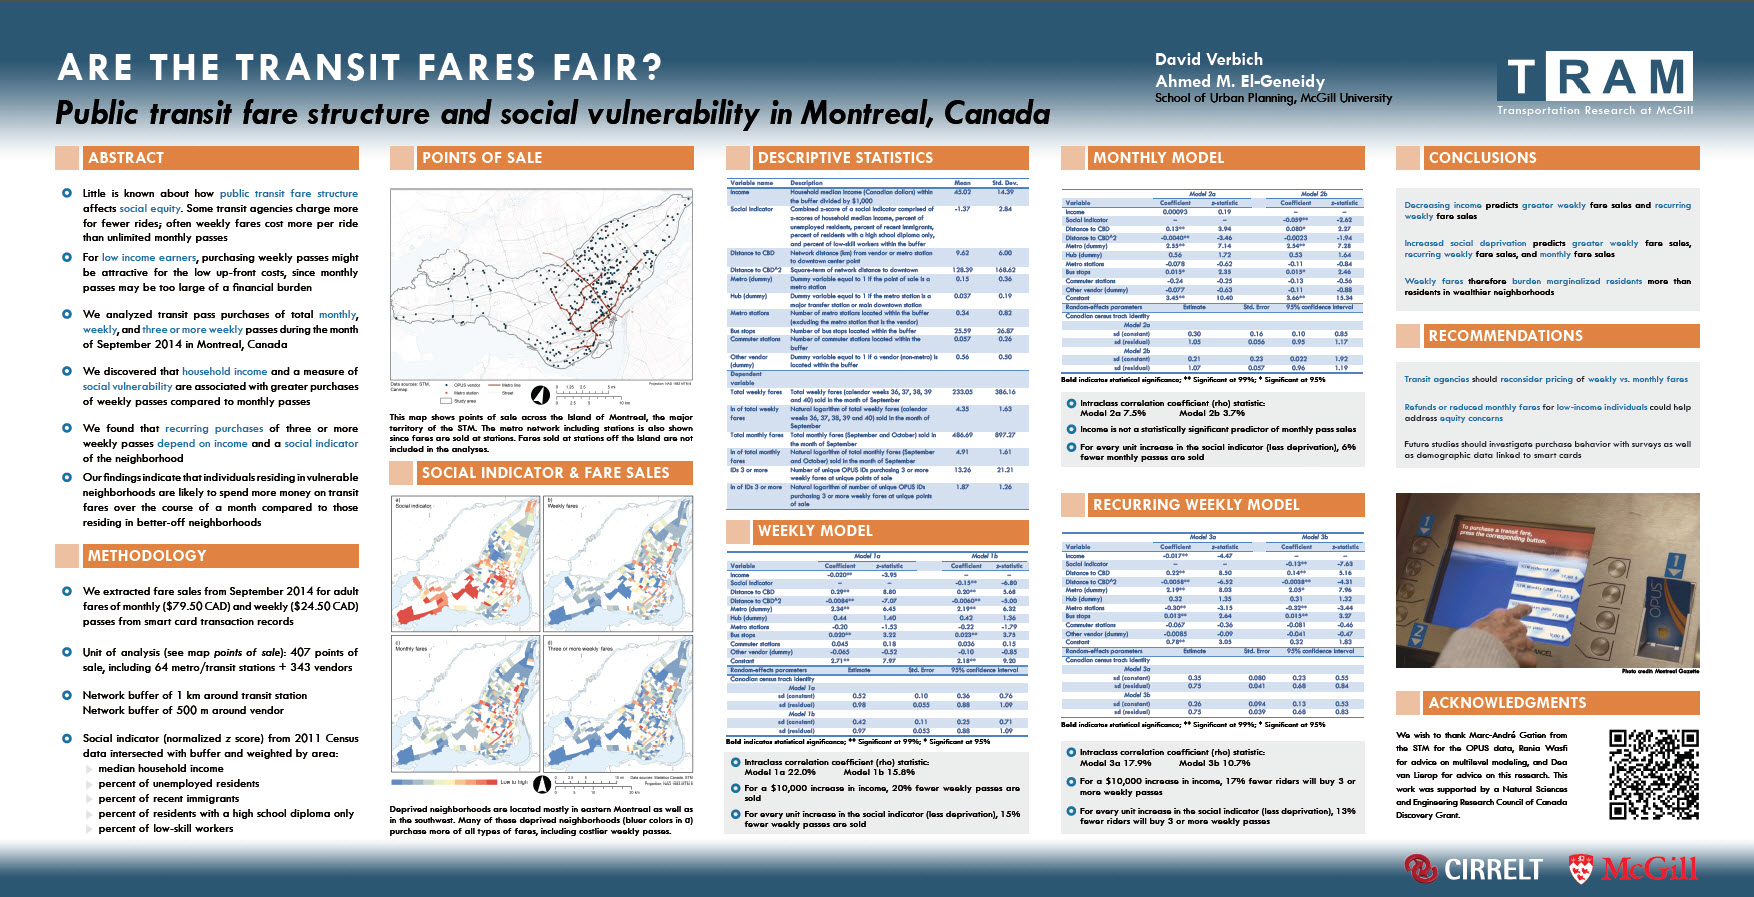 ARE THE TRANSIT FARES FAIR?
Public transit fare structure and social vulnerability in Montreal, Canada
David Verbich
Ahmed M. El-Geneidy
School of Urban Planning, McGill University
TRAM
Transportation Research at McGill
ABSTRACT
Little is known about how public transit fare structure
affects social equity. Some transit agencies charge more
for fewer rides; often weekly fares cost more per ride
than unlimited monthly passes
For low income earners, purchasing weekly passes might
be attractive for the low up-front costs, since monthly
passes may be too large of a financial burden
We analyzed transit pass purchases of total monthly,
weekly, and three or more weekly passes during the month
of September 2014 in Montreal, Canada
We discovered that household income and a measure of
social vulnerability are associated with greater purchases
of weekly passes compared to monthly passes
We found that recurring purchases of three or more
weekly passes depend on income and a social indicator
of the neighborhood
Our findings indicate that individuals residing in vulnerable
neighborhoods are likely to spend more money on transit
fares over the course of a month compared to those
residing in better-off neighborhoods
METHODOLOGY
We extracted fare sales from September 2014 for adult
fares of monthly ($79.50 CAD) and weekly ($24.50 CAD)
passes from smart card transaction records
Unit of analysis (see map points of sale): 407 points of
sale, including 64 metro/transit stations + 343 vendors
Network buffer of 1 km around transit station
Network buffer of 500 m around vendor
Social indicator (normalized z score) from 2011 Census
data intersected with buffer and weighted by area:
median household income
percent of unemployed residents
percent of recent immigrants
percent of residents with a high school diploma only
percent of low-skill workers
POINTS OF SALE
Data sources: STM,
Canmap
OPUS vendor
Metro station
Study area
Metro line
Street
This map shows points of sale across the Island of Montreal, the major
territory of the STM. The metro network including stations is also shown
since fares are sold at stations. Fares sold at stations off the Island are not
included in the analyses.
SOCIAL INDICATOR & FARE SALES
a)
Social indicator
b)
Weekly fares
c)
Monthly fares
d)
Three or more weekly fares
Low to high
Deprived neighborhoods are located mostly in eastern Montreal as well as
in the southwest. Many of these deprived neighborhoods (bluer colors in a)
purchase more of all types of fares, including costlier weekly passes.
DESCRIPTIVE STATISTICS
Variable name Description Mean Std. Dev.
Income Household median income (Canadian dollars) within 45.02 14.39
the buffer divided by $1,000
Social indicator Combined z-score of a social indicator comprised of -1.37 2.84
z-scores of household median income, percent of
unemployed residents, percent of recent immigrants,
percent of residents with a high school diploma only,
and percent of low-skill workers within the buffer
Distance to CBD Network distance (km) from vendor or metro station 9.62 6.00
to downtown center point
Distance to CBD^2 Square-term of network distance to downtown 128.39 168.62
Metro (dummy) Dummy variable equal to 1 if the point of sale is a 0.15 0.36
metro station
Hub (dummy) Dummy variable equal to 1 if the metro station is a 0.037 0.19
major transfer station or main downtown station
Metro stations Number of metro stations located within the buffer 0.34 0.82
(excluding the metro station that is the vendor)
Bus stops Number of bus stops located within the buffer 25.59 26.87
Commuter stations Number of commuter stations located within the 0.057 0.26
buffer
Other vendor Dummy variable equal to 1 if a vendor (non-metro) is 0.56 0.50
(dummy) located within the buffer
Dependent
variable
Total weekly fares Total weekly fares (calendar weeks 36, 37, 38, 39 233.05 386.16
and 40) sold in the month of September
ln of total weekly Natural logarithm of total weekly fares (calendar 4.35 1.63
fares weeks 36, 37, 38, 39 and 40) sold in the month of
September
Total monthly fares Total monthly fares (September and October) sold in 486.69 897.27
the month of September
ln of total monthly Natural logarithm of total monthly fares (September 4.91 1.61
fares and October) sold in the month of September
IDs 3 or more Number of unique OPUS IDs purchasing 3 or more 13.26 21.21
weekly fares at unique points of sale
ln of IDs 3 or more Natural logarithm of number of unique OPUS IDs 1.87 1.26
purchasing 3 or more weekly fares at unique points
of sale
WEEKLY MODEL
Model 1a Model 1b
Variable Coefficient z-statistic Coefficient z-statistic
Income -0.020** -3.95 – –
Social indicator – – -0.15** -6.80
Distance to CBD 0.29** 8.80 0.20** 5.68
Distance to CBD^2 -0.0084** -7.07 -0.0060** -5.00
Metro (dummy) 2.34** 6.45 2.19** 6.32
Hub (dummy) 0.44 1.40 0.42 1.36
Metro stations -0.20 -1.53 -0.22 -1.79
Bus stops 0.020** 3.22 0.023** 3.75
Commuter stations 0.045 0.18 0.036 0.15
Other vendor (dummy) -0.065 -0.52 -0.10 -0.85
Constant 2.71** 7.97 2.18** 9.20
Random-effects parameters Estimate Std. Error 95% confidence interval
Canadian census tract identity
Model 1a
sd (constant) 0.52 0.10 0.36 0.76
sd (residual) 0.98 0.055 0.88 1.09
Model 1b
sd (constant) 0.42 0.11 0.25 0.71
sd (residual) 0.97 0.053 0.88 1.09
Bold indicates statistical significance; ** Significant at 99%; * Significant at 95%
Intraclass correlation coefficient (rho) statistic:
Model 1a 22.0% Model 1b 15.8%
For a $10,000 increase in income, 20% fewer weekly passes are
sold
For every unit increase in the social indicator (less deprivation), 15%
fewer weekly passes are sold
MONTHLY MODEL
Model 2a Model 2b
Variable Coefficient z-statistic Coefficient z-statistic
Income 0.00093 0.19 – –
Social indicator – – -0.059** -2.62
Distance to CBD 0.13** 3.94 0.080* 2.27
Distance to CBD^2 -0.0040** -3.46 -0.0023 -1.94
Metro (dummy) 2.55** 7.14 2.54** 7.28
Hub (dummy) 0.56 1.72 0.53 1.64
Metro stations -0.078 -0.62 -0.11 -0.84
Bus stops 0.015* 2.35 0.015* 2.46
Commuter stations -0.24 -0.25 -0.13 -0.56
Other vendor (dummy) -0.077 -0.63 -0.11 -0.88
Constant 3.45** 10.40 3.66** 15.34
Random-effects parameters Estimate Std. Error 95% confidence interval
Canadian census tract identity
Model 2a
sd (constant) 0.30 0.16 0.10 0.85
sd (residual) 1.05 0.056 0.95 1.17
Model 2b
sd (constant) 0.21 0.23 0.022 1.92
sd (residual) 1.07 0.057 0.96 1.19
Bold indicates statistical significance; ** Significant at 99%; * Significant at 95%
Intraclass correlation coefficient (rho) statistic:
Model 2a 7.5% Model 2b 3.7%
Income is not a statistically significant predictor of monthly pass sales
For every unit increase in the social indicator (less deprivation), 6%
fewer monthly passes are sold
RECURRING WEEKLY MODEL
Model 3a Model 3b
Variable Coefficient z-statistic Coefficient z-statistic
Income -0.017** -4.47 – –
Social indicator – – -0.13** -7.63
Distance to CBD 0.22** 8.50 0.14** 5.16
Distance to CBD^2 -0.0058** -6.52 -0.0038** -4.31
Metro (dummy) 2.19** 8.03 2.05* 7.96
Hub (dummy) 0.32 1.35 0.31 1.32
Metro stations -0.30** -3.15 -0.32** -3.44
Bus stops 0.013** 2.64 0.015** 3.27
Commuter stations -0.067 -0.36 -0.081 -0.46
Other vendor (dummy) -0.0085 -0.09 -0.041 -0.47
Constant 0.78** 3.05 0.32 1.83
Random-effects parameters Estimate Std. Error 95% confidence interval
Canadian census tract identity
Model 3a
sd (constant) 0.35 0.080 0.23 0.55
sd (residual) 0.75 0.041 0.68 0.84
Model 3b
sd (constant) 0.26 0.094 0.13 0.53
sd (residual) 0.75 0.039 0.68 0.83
Bold indicates statistical significance; ** Significant at 99%; * Significant at 95%
Intraclass correlation coefficient (rho) statistic:
Model 3a 17.9% Model 3b 10.7%
For a $10,000 increase in income, 17% fewer riders will buy 3 or
more weekly passes
For every unit increase in the social indicator (less deprivation), 13%
fewer riders will buy 3 or more weekly passes
CONCLUSIONS
Decreasing income predicts greater weekly fare sales and recurring
weekly fare sales
Increased social deprivation predicts greater weekly fare sales,
recurring weekly fare sales, and monthly fare sales
Weekly fares therefore burden marginalized residents more than
residents in wealthier neighborhoods
RECOMMENDATIONS
Transit agencies should reconsider pricing of weekly vs. monthly fares
Refunds or reduced monthly fares for low-income individuals could help
address equity concerns
Future studies should investigate purchase behavior with surveys as well
as demographic data linked to smart cards
To purchase a transit fare,
press the corresponding button.
1
2
1
OPUS
CANCEL
Photo credit: Montreal Gazette
ACKNOWLEDGMENTS
We wish to thank Marc-André Gatien from
the STM for the OPUS data, Rania Wasfi
for advice on multilevel modeling, and Dea
van Lierop for advice on this research. This
work was supported by a Natural Sciences
and Engineering Research Council of Canada
Discovery Grant.
CIRRELT
McGill